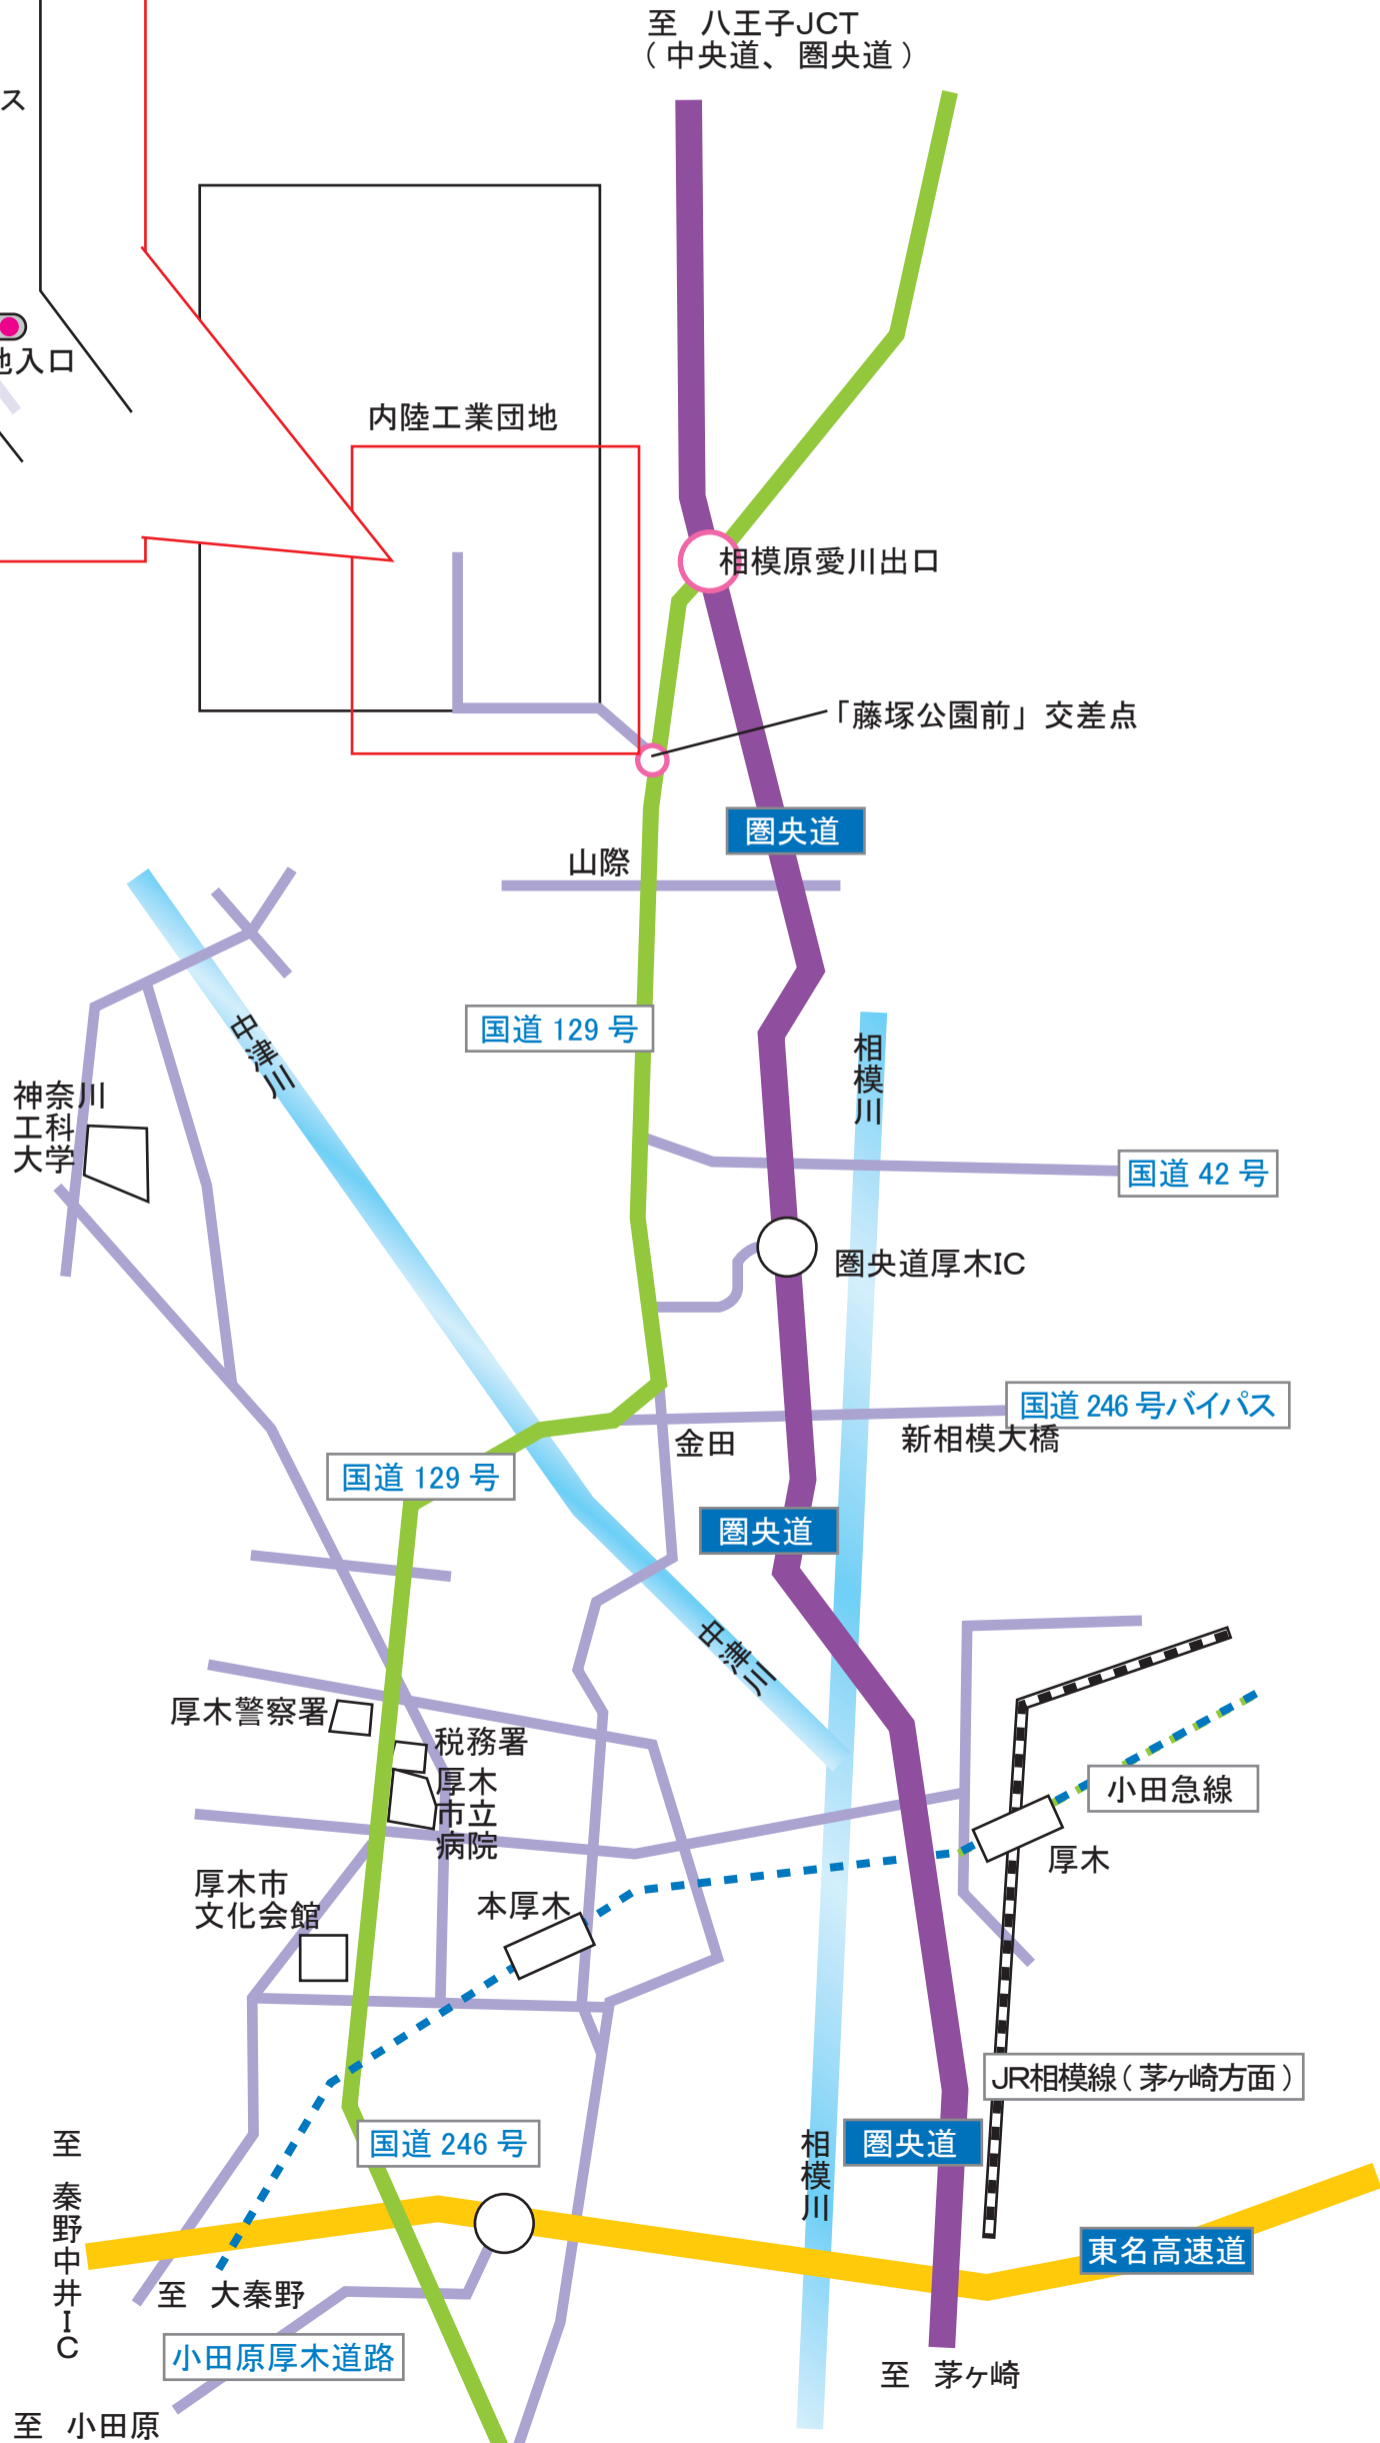 至 八王子JCT
（中央道、圏央道）
ス
入口
内陸工業団地
相模原愛川出口
「藤塚公園前」交差点
圏央道
山際
国道 129 号
中津川
相模川
神奈川
工科
大学
国道 42 号
圏央道厚木IC
国道 246 号バイパス
新相模大橋
金田
国道 129 号
圏央道
中津川
厚木警察署
税務署
厚木
市立
病院
小田急線
厚木
厚木市
文化会館
本厚木
JR相模線（茅ヶ崎方面）
国道 246 号
相模川
圏央道
至 秦野中井IC
東名高速道
至 大秦野
小田原厚木道路
至 茅ヶ崎
至 小田原